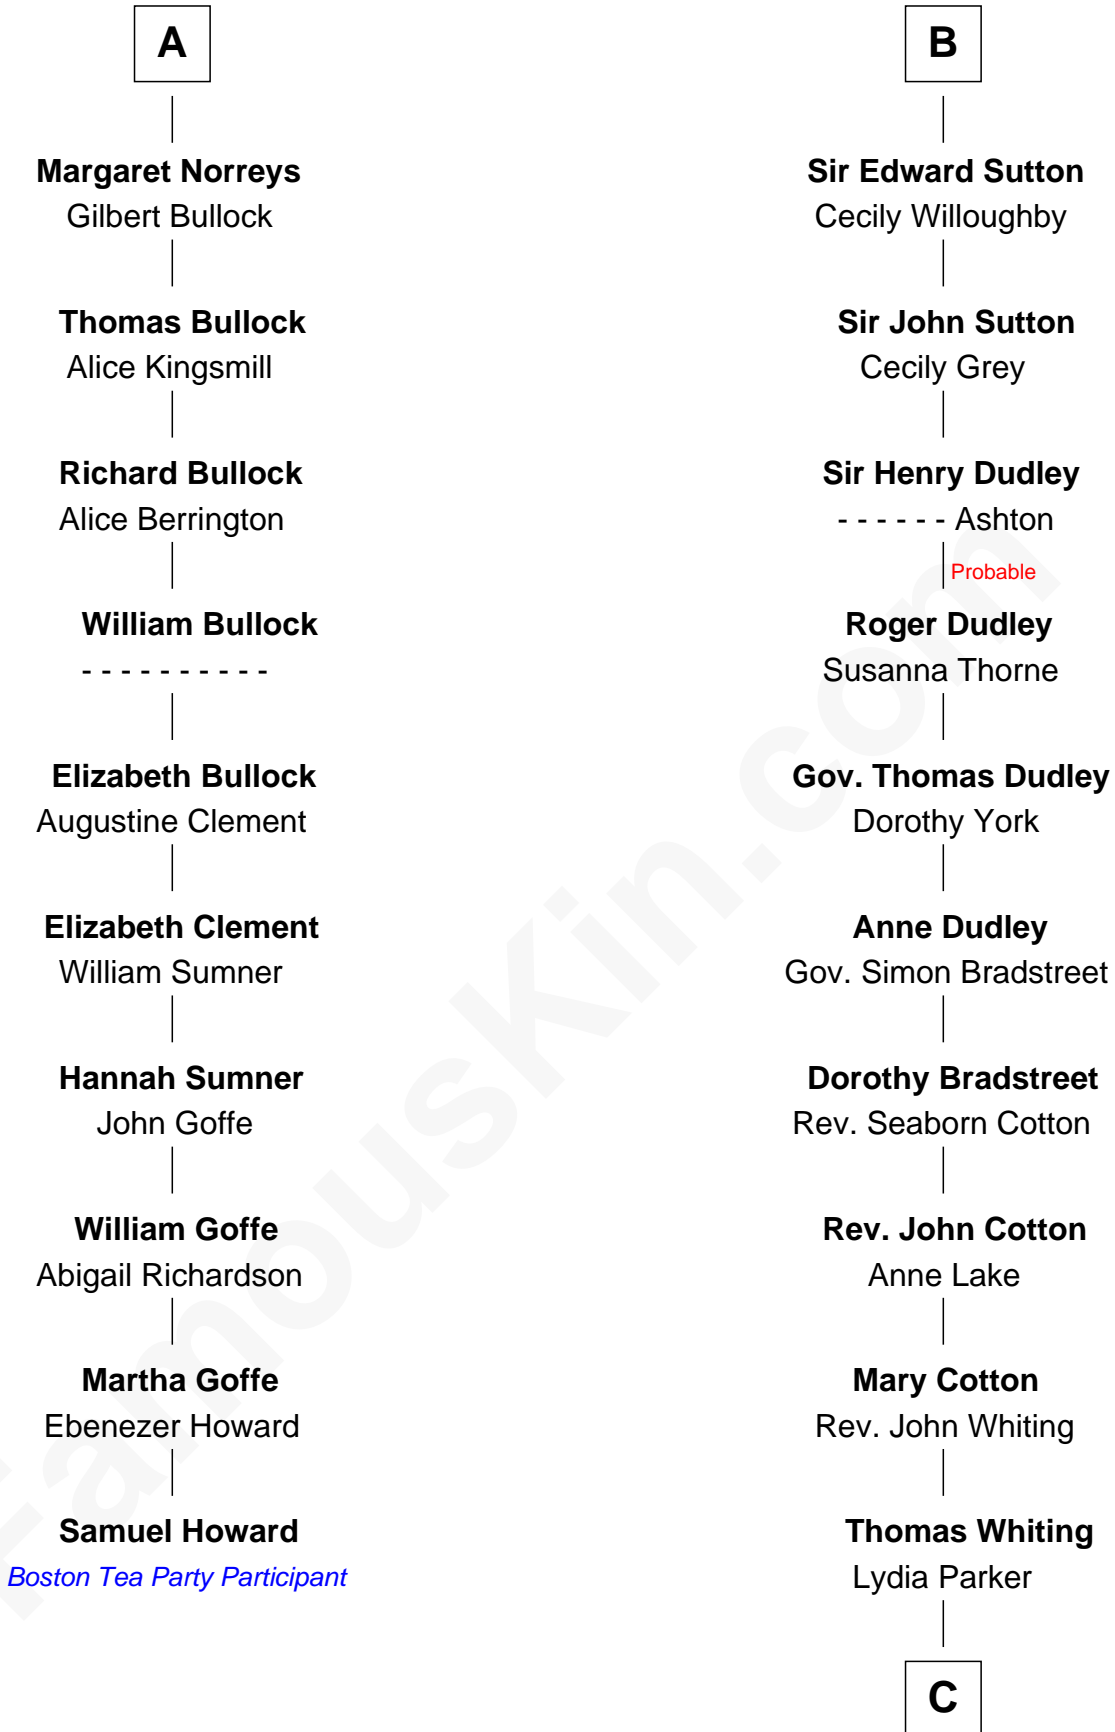 A
Margaret Norreys
Gilbert Bullock
Thomas Bullock
Alice Kingsmill
Richard Bullock
Alice Berrington
William Bullock
- - - - - - - - - -
Elizabeth Bullock
Augustine Clement
Elizabeth Clement
William Sumner
Hannah Sumner
John Goffe
William Goffe
Abigail Richardson
Martha Goffe
Ebenezer Howard
Samuel Howard
Boston Tea Party Participant
B
Sir Edward Sutton
Cecily Willoughby
Sir John Sutton
Cecily Grey
Sir Henry Dudley
- - - - - - Ashton
Probable
Roger Dudley
Susanna Thorne
Gov. Thomas Dudley
Dorothy York
Anne Dudley
Gov. Simon Bradstreet
Dorothy Bradstreet
Rev. Seaborn Cotton
Rev. John Cotton
Anne Lake
Mary Cotton
Rev. John Whiting
Thomas Whiting
Lydia Parker
C
FamousKin.com